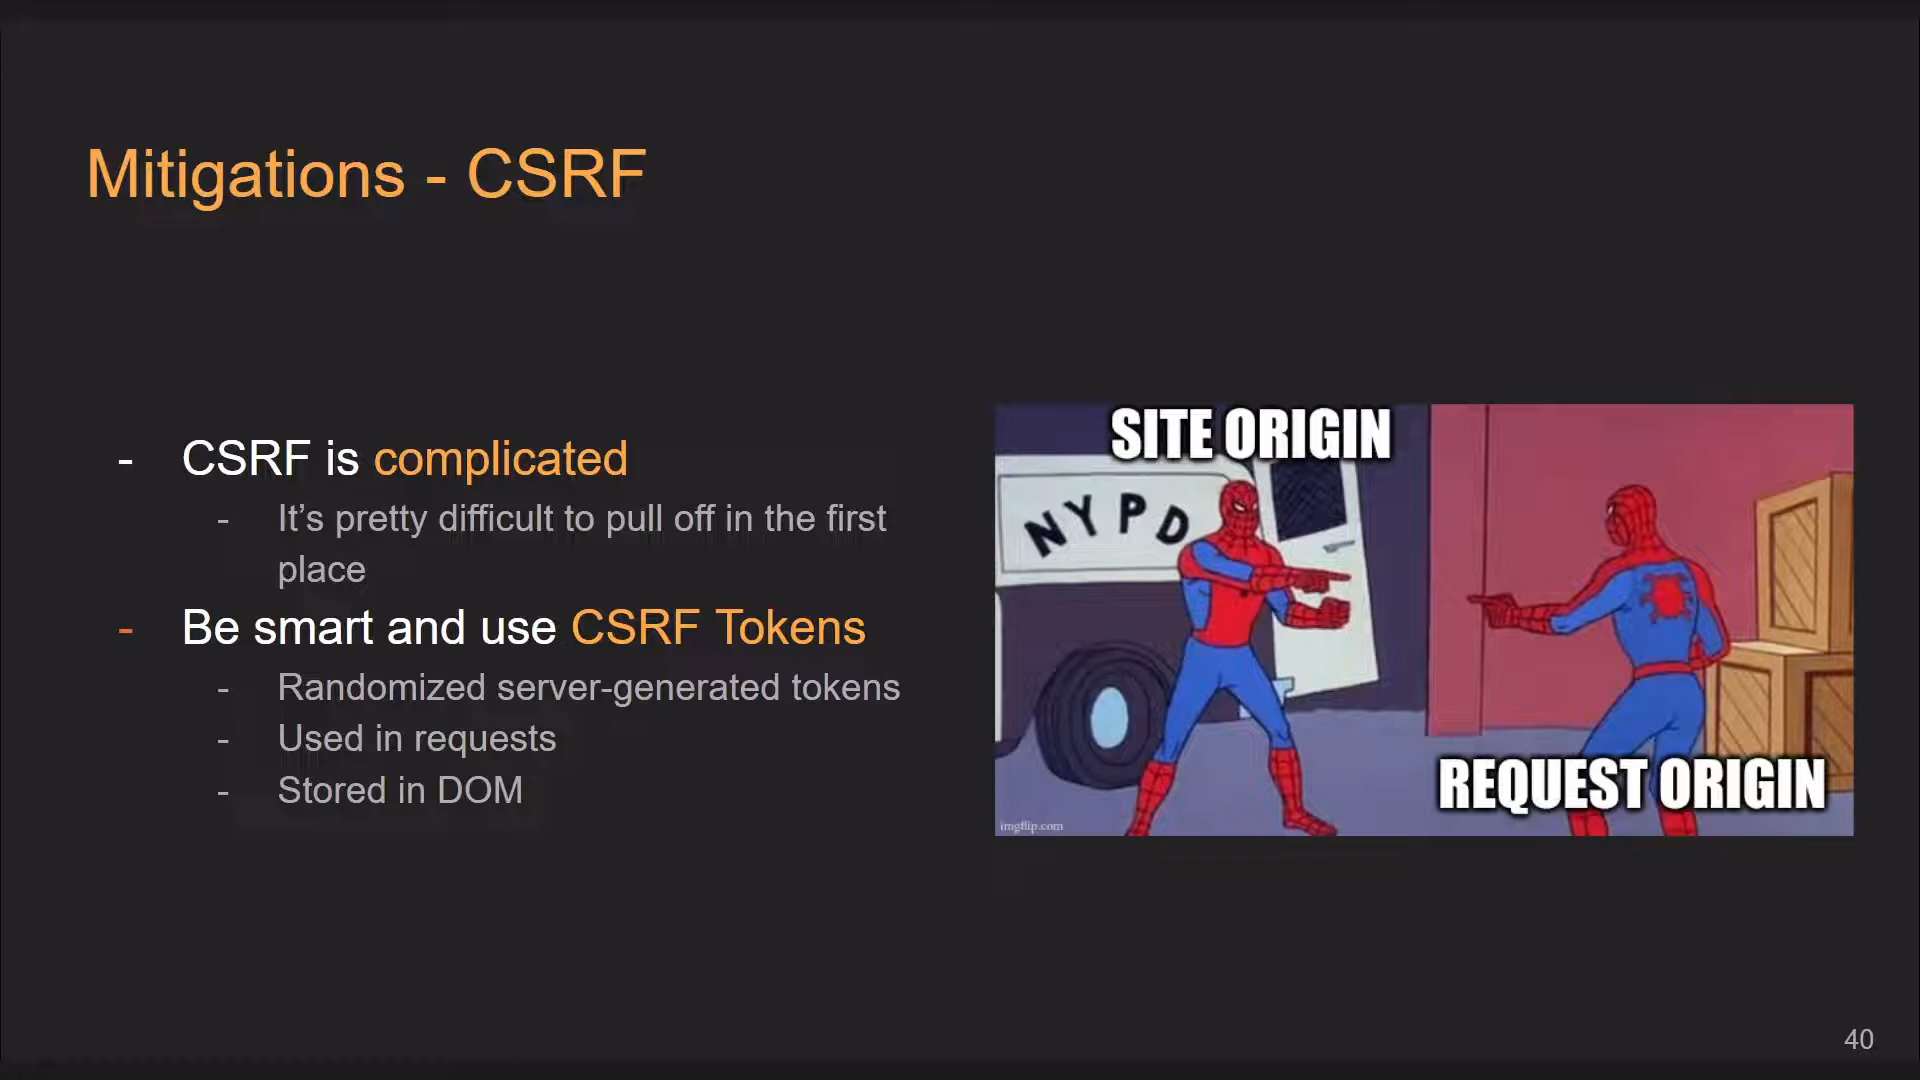 Mitigations - CSRF
- CSRF is complicated
- It’s pretty difficult to pull off in the first
place
- Be smart and use CSRF Tokens
- Randomized server-generated tokens
- Used in requests
- Stored in DOM
SITE ORIGIN
NYPD
REQUEST ORIGIN
imgflip.com
40